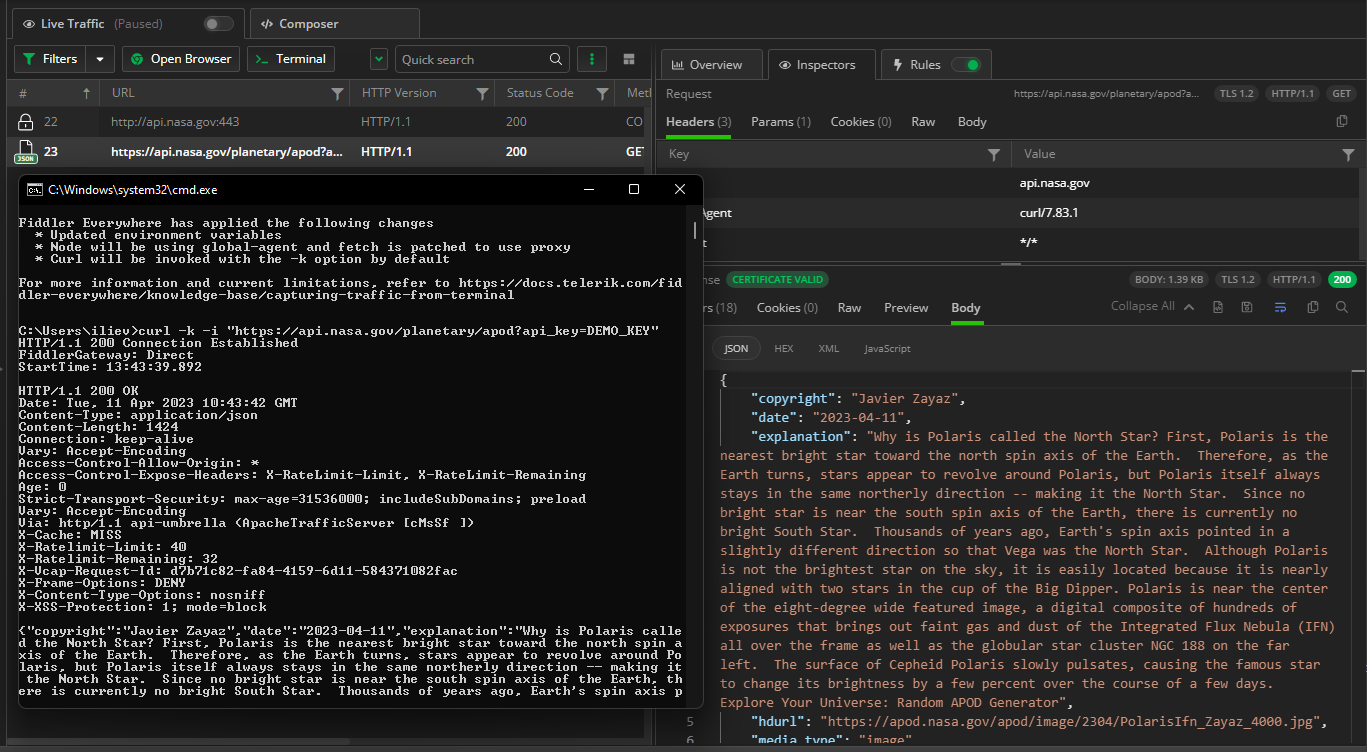 Live Traffic (Paused)
Composer
Filters
Open Browser
Terminal
Quick search
# URL HTTP Version Status Code
22 http://api.nasa.gov:443 HTTP/1.1 200 CO
JSON 23 https://api.nasa.gov/planetary/apod?a... HTTP/1.1 200
C:\Windows\system32\cmd.exe
Fiddler Everywhere has applied the following changes
* Updated environment variables
* Node will be using global-agent and fetch is patched to use proxy
* Curl will be invoked with the -k option by default
For more information and current limitations, refer to https://docs.telerik.com/fid
dler-everywhere/knowledge-base/capturing-traffic-from-terminal
C:\Users\iliev>curl -k -i "https://api.nasa.gov/planetary/apod?api_key=DEMO_KEY"
HTTP/1.1 200 Connection Established
FiddlerGateway: Direct
StartTime: 13:43:39.892
HTTP/1.1 200 OK
Date: Tue, 11 Apr 2023 10:43:42 GMT
Content-Type: application/json
Content-Length: 1424
Connection: keep-alive
Vary: Accept-Encoding
Access-Control-Allow-Origin: *
Access-Control-Expose-Headers: X-RateLimit-Limit, X-RateLimit-Remaining
Age: 0
Strict-Transport-Security: max-age=31536000; includeSubDomains; preload
Vary: Accept-Encoding
Via: http/1.1 api-umbrella (ApacheTrafficServer [cMsSf ])
X-Cache: MISS
X-Ratelimit-Limit: 40
X-Ratelimit-Remaining: 32
X-Vcap-Request-Id: d7b71c82-fa84-4159-6d11-584371082fac
X-Frame-Options: DENY
X-Content-Type-Options: nosniff
X-XSS-Protection: 1; mode=block
{"copyright":"Javier Zayaz","date":"2023-04-11","explanation":"Why is Polaris calle
d the North Star? First, Polaris is the nearest bright star toward the north spin a
xis of the Earth.  Therefore, as the Earth turns, stars appear to revolve around Po
laris, but Polaris itself always stays in the same northerly direction -- making it
 the North Star.  Since no bright star is near the south spin axis of the Earth, th
ere is currently no bright South Star.  Thousands of years ago, Earth's spin axis p
Overview
Inspectors
Rules
Request https://api.nasa.gov/planetary/apod?a... TLS 1.2 HTTP/1.1 GET
Headers (3) Params (1) Cookies (0) Raw Body
Key Value
api.nasa.gov
Agent curl/7.83.1
t */*
nse CERTIFICATE VALID BODY: 1.39 KB TLS 1.2 HTTP/1.1 200
rs (18) Cookies (0) Raw Preview Body Collapse All
JSON HEX XML JavaScript
{
"copyright": "Javier Zayaz",
"date": "2023-04-11",
"explanation": "Why is Polaris called the North Star? First, Polaris is the
nearest bright star toward the north spin axis of the Earth.  Therefore, as the
Earth turns, stars appear to revolve around Polaris, but Polaris itself always
stays in the same northerly direction -- making it the North Star.  Since no
bright star is near the south spin axis of the Earth, there is currently no
bright South Star.  Thousands of years ago, Earth's spin axis pointed in a
slightly different direction so that Vega was the North Star.  Although Polaris
is not the brightest star on the sky, it is easily located because it is nearly
aligned with two stars in the cup of the Big Dipper. Polaris is near the center
of the eight-degree wide featured image, a digital composite of hundreds of
exposures that brings out faint gas and dust of the Integrated Flux Nebula (IFN)
all over the frame as well as the globular star cluster NGC 188 on the far
left.  The surface of Cepheid Polaris slowly pulsates, causing the famous star
to change its brightness by a few percent over the course of a few days.
Explore Your Universe: Random APOD Generator",
5 "hdurl": "https://apod.nasa.gov/apod/image/2304/PolarisIfn_Zayaz_4000.jpg",
6 "media_type": "image"